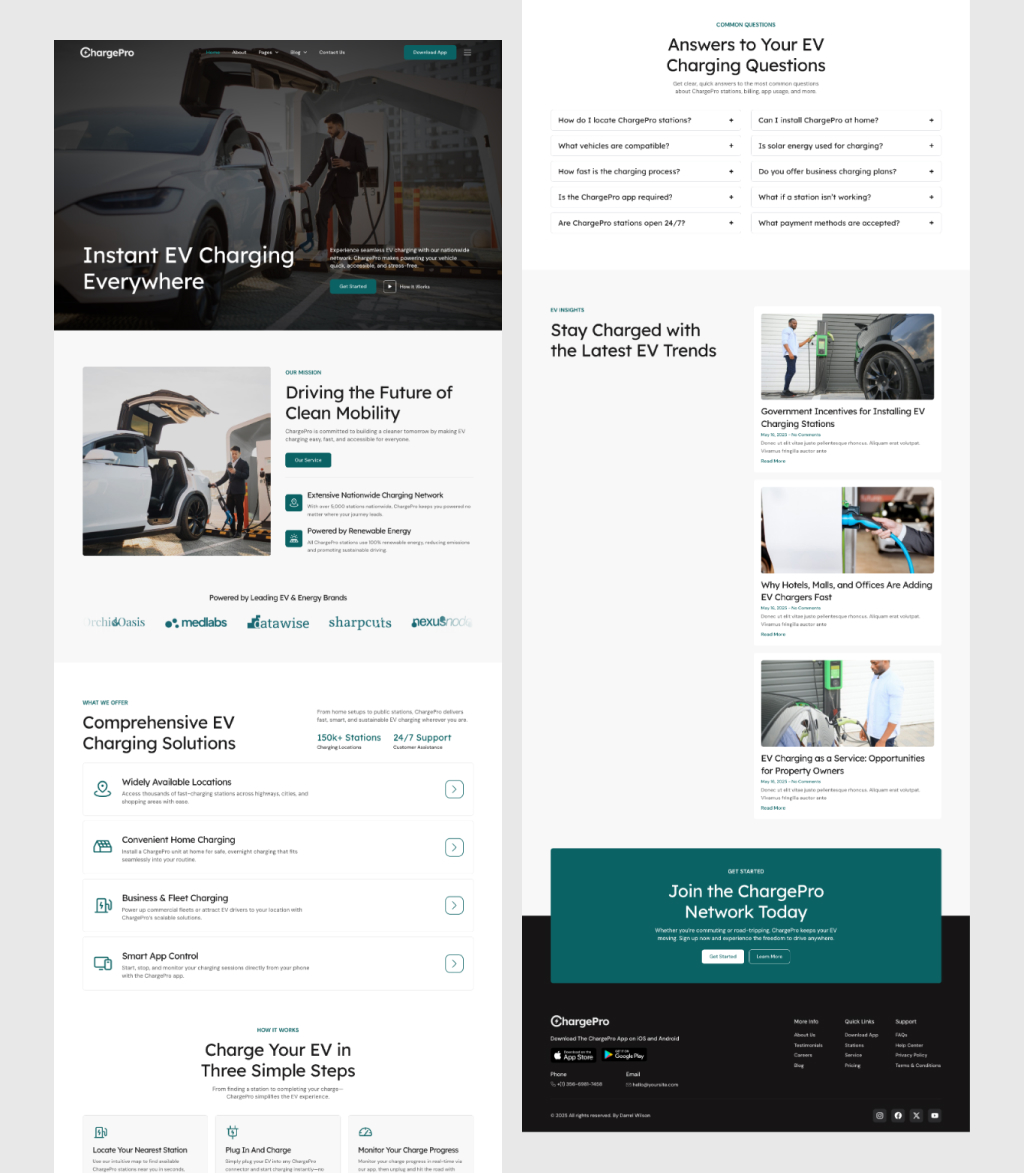 ChargePro
Home About Pages Blog Contact Us
Download App
Instant EV Charging
Everywhere
Experience seamless EV charging with our nationwide
network. ChargePro makes powering your vehicle
quick, accessible, and stress-free.
Get Started
How It Works
OUR MISSION
Driving the Future of
Clean Mobility
ChargePro is committed to building a cleaner tomorrow by making EV
charging easy, fast, and accessible for everyone.
Our Service
Extensive Nationwide Charging Network
With over 5,000 stations nationwide, ChargePro keeps you powered no
matter where your journey leads.
Powered by Renewable Energy
All ChargePro stations use 100% renewable energy, reducing emissions
and promoting sustainable driving.
Powered by Leading EV & Energy Brands
OrchidOasis
medlabs
datawise
sharpcuts
nexusnode
WHAT WE OFFER
Comprehensive EV
Charging Solutions
From home setups to public stations, ChargePro delivers
fast, smart, and sustainable EV charging wherever you are.
150k+ Stations
Charging Locations
24/7 Support
Customer Assistance
Widely Available Locations
Access thousands of fast-charging stations across highways, cities, and
shopping areas with ease.
Convenient Home Charging
Install a ChargePro unit at home for safe, overnight charging that fits
seamlessly into your routine.
Business & Fleet Charging
Power up commercial fleets or attract EV drivers to your location with
ChargePro's scalable solutions.
Smart App Control
Start, stop, and monitor your charging sessions directly from your phone
with the ChargePro app.
HOW IT WORKS
Charge Your EV in
Three Simple Steps
From finding a station to completing your charge—
ChargePro simplifies the EV experience.
Locate Your Nearest Station
Use our intuitive map to find available
ChargePro stations near you in seconds,
Plug In And Charge
Simply plug your EV into any ChargePro
connector and start charging instantly—no
Monitor Your Charge Progress
Monitor your charge progress in real-time via
our app, then unplug and hit the road with
COMMON QUESTIONS
Answers to Your EV
Charging Questions
Get clear, quick answers to the most common questions
about ChargePro stations, billing, app usage, and more.
How do I locate ChargePro stations? +
What vehicles are compatible? +
How fast is the charging process? +
Is the ChargePro app required? +
Are ChargePro stations open 24/7? +
Can I install ChargePro at home? +
Is solar energy used for charging? +
Do you offer business charging plans? +
What if a station isn't working? +
What payment methods are accepted? +
EV INSIGHTS
Stay Charged with
the Latest EV Trends
Government Incentives for Installing EV
Charging Stations
May 16, 2025 • No Comments
Donec ut elit vitae justo pellentesque rhoncus. Aliquam erat volutpat.
Vivamus fringilla auctor ante
Read More
Why Hotels, Malls, and Offices Are Adding
EV Chargers Fast
May 16, 2025 • No Comments
Donec ut elit vitae justo pellentesque rhoncus. Aliquam erat volutpat.
Vivamus fringilla auctor ante
Read More
EV Charging as a Service: Opportunities
for Property Owners
May 16, 2025 • No Comments
Donec ut elit vitae justo pellentesque rhoncus. Aliquam erat volutpat.
Vivamus fringilla auctor ante
Read More
GET STARTED
Join the ChargePro
Network Today
Whether you're commuting or road-tripping, ChargePro keeps your EV
moving. Sign up now and experience the freedom to drive anywhere.
Get Started
Learn More
ChargePro
Download The ChargePro App on iOS and Android
Download on the
App Store
GET IT ON
Google Play
Phone
Email
hello@yoursite.com
More Info
About Us
Testimonials
Careers
Blog
Quick Links
Download App
Stations
Service
Pricing
Support
FAQs
Help Center
Privacy Policy
Terms & Conditions
© 2025 All rights reserved. By Darrel Wilson